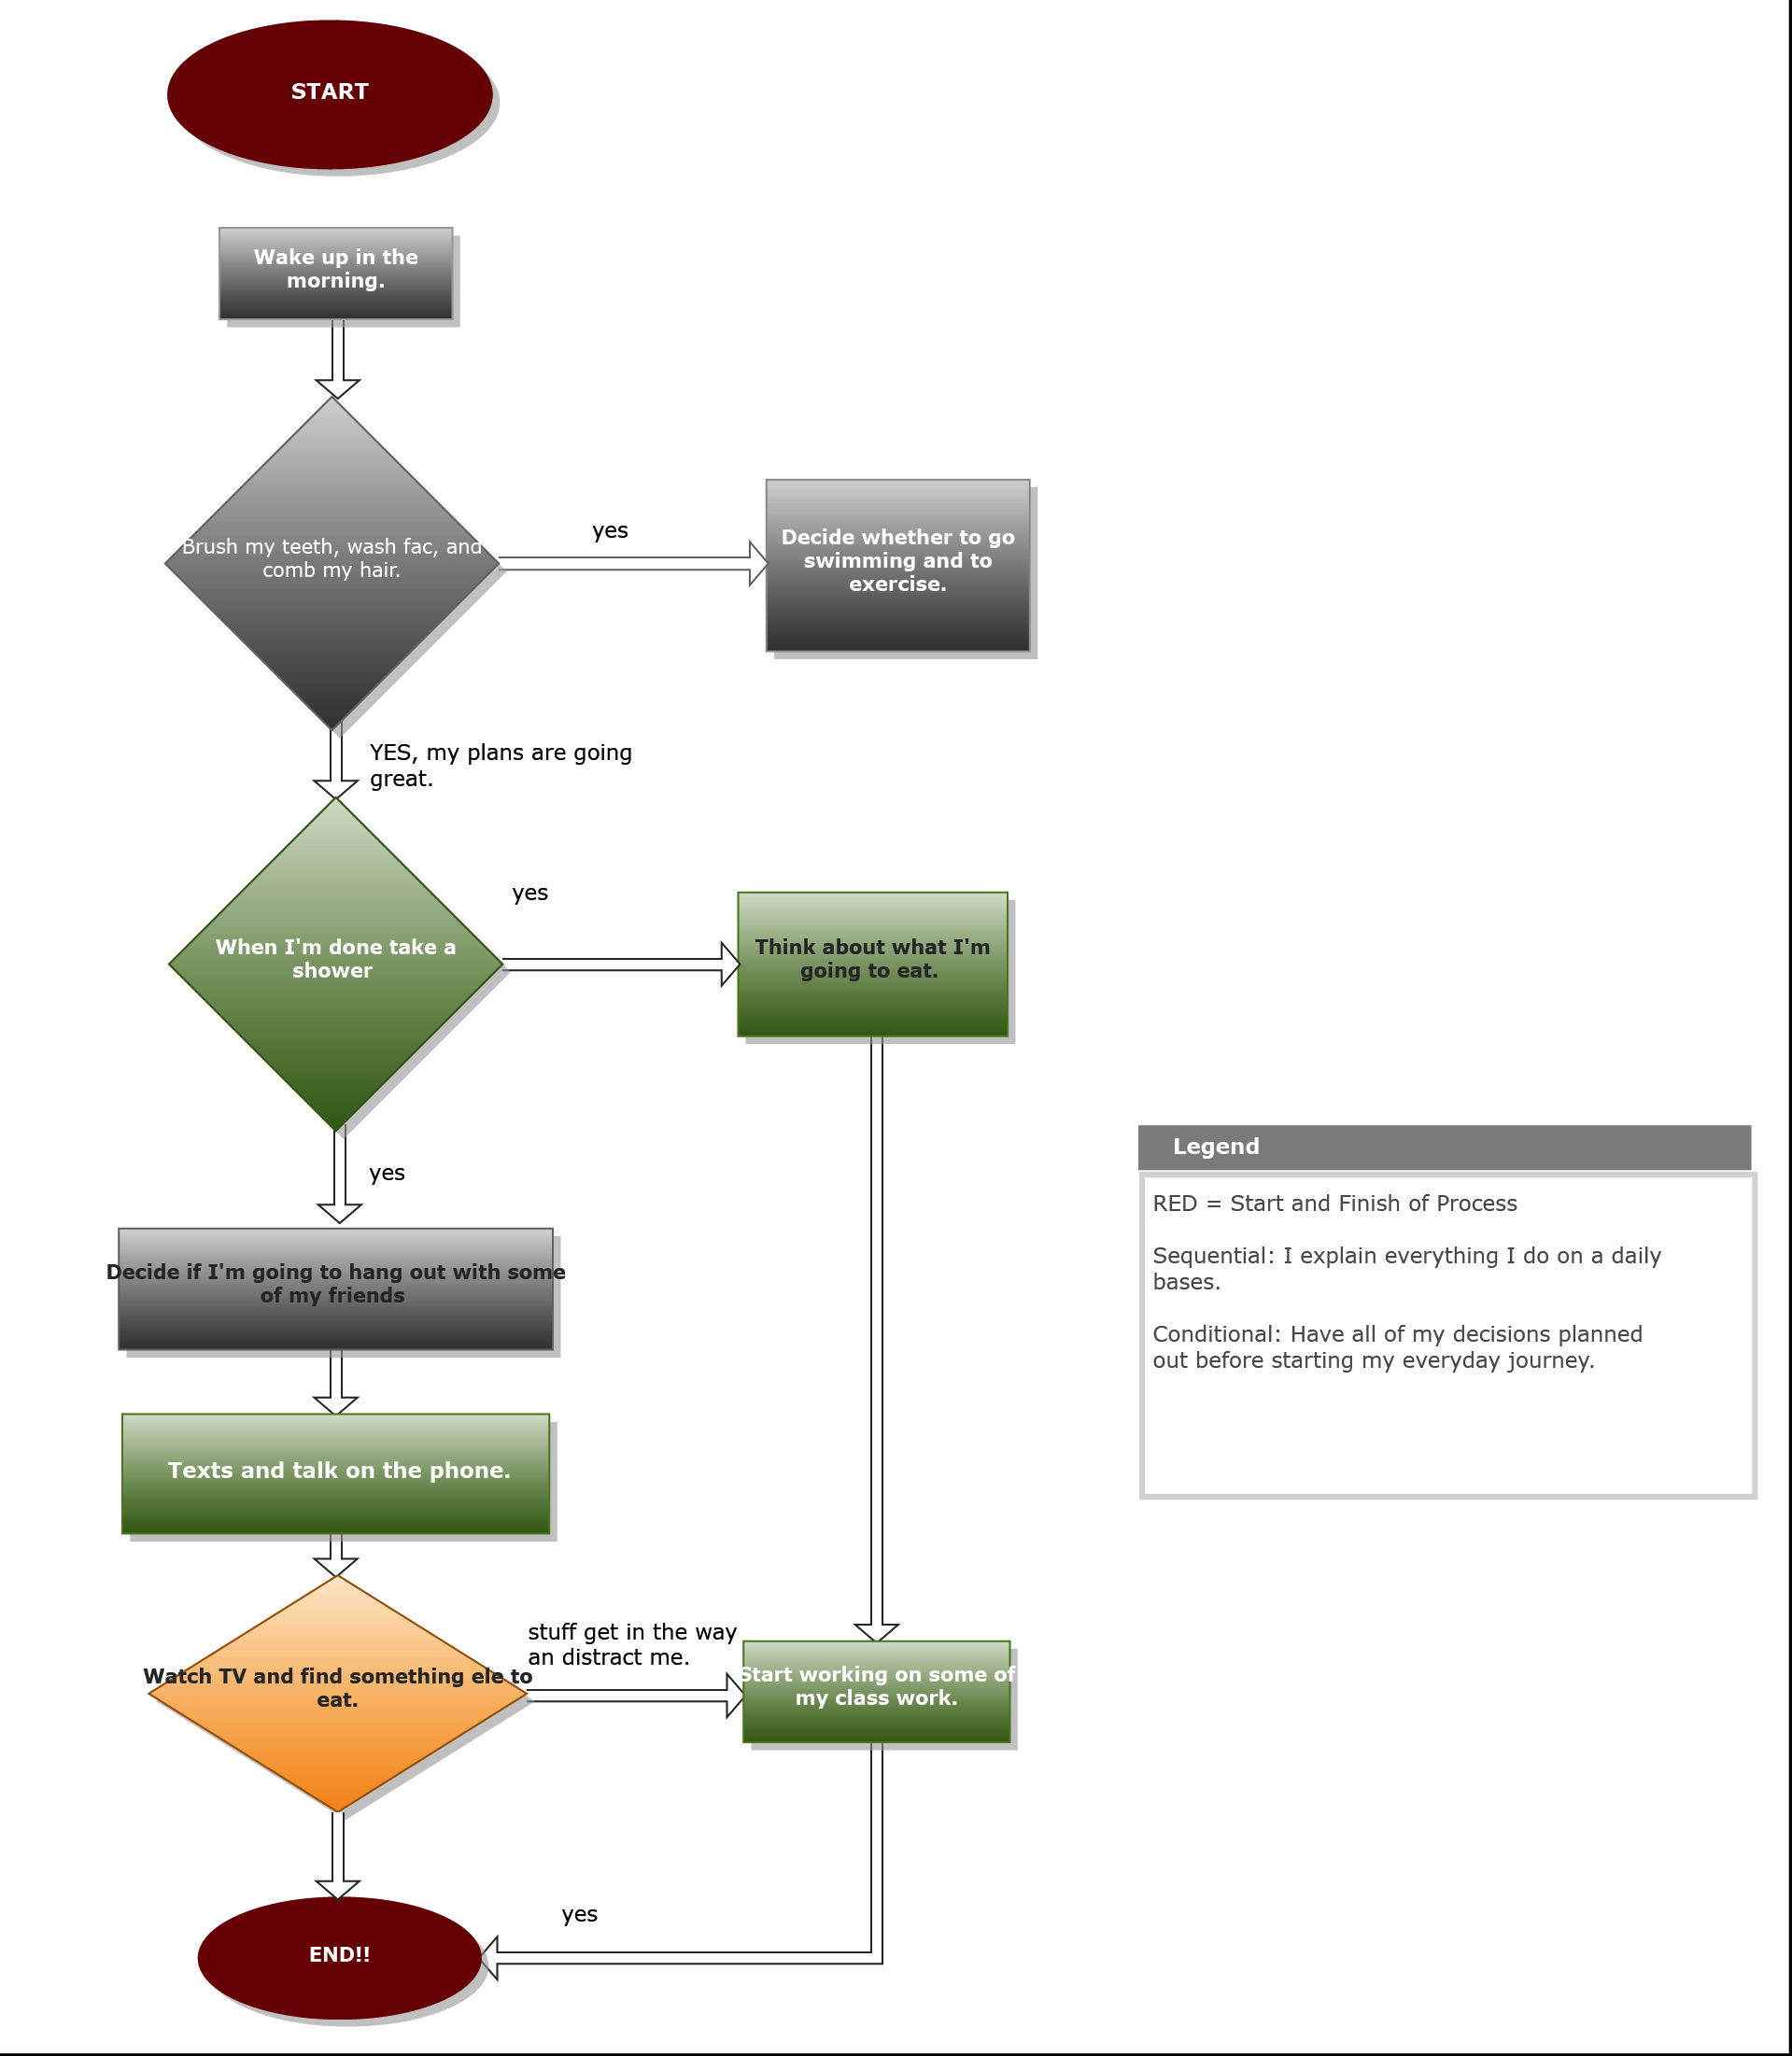 START
Wake up in the
morning.
Brush my teeth, wash fac, and
comb my hair.
yes
Decide whether to go
swimming and to
exercise.
YES, my plans are going
great.
When I'm done take a
shower
yes
Think about what I'm
going to eat.
yes
Decide if I'm going to hang out with some
of my friends
Texts and talk on the phone.
Watch TV and find something ele to
eat.
stuff get in the way
an distract me.
Start working on some of
my class work.
yes
END!!
Legend
RED = Start and Finish of Process
Sequential: I explain everything I do on a daily
bases.
Conditional: Have all of my decisions planned
out before starting my everyday journey.